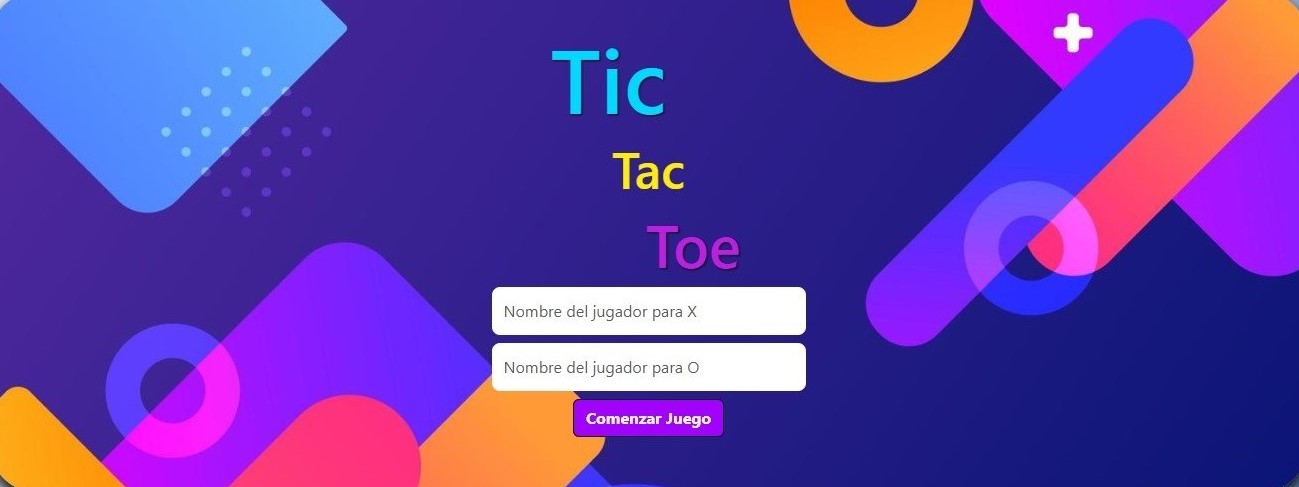 Tic
Tac
Toe
Nombre del jugador para X
Nombre del jugador para O
Comenzar Juego